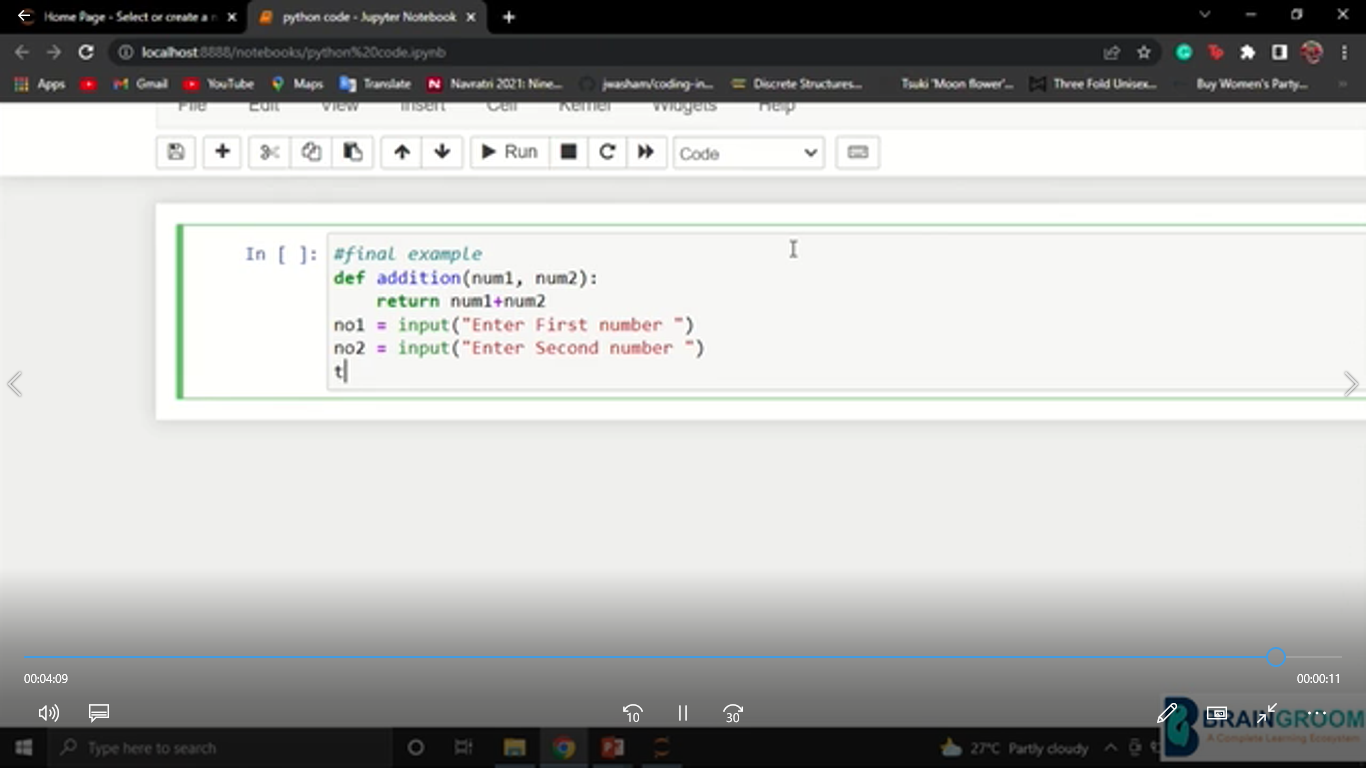 Home Page - Select or create a n
python code - Jupyter Notebook
localhost:8888/notebooks/python%20code.ipynb
Apps
Gmail
YouTube
Maps
Translate
Navratri 2021: Nine...
jwasham/coding-in...
Discrete Structures...
Tsuki 'Moon flower'...
Three Fold Unisex...
Buy Women's Party...
File Edit View Insert Cell Kernel Widgets Help
Run
Code
In [ ]:
#final example
def addition(num1, num2):
    return num1+num2
no1 = input("Enter First number ")
no2 = input("Enter Second number ")
t
00:04:09
00:00:11
10
30
BRAINGROOM
A Complete Learning Ecosystem
Type here to search
27°C Partly cloudy